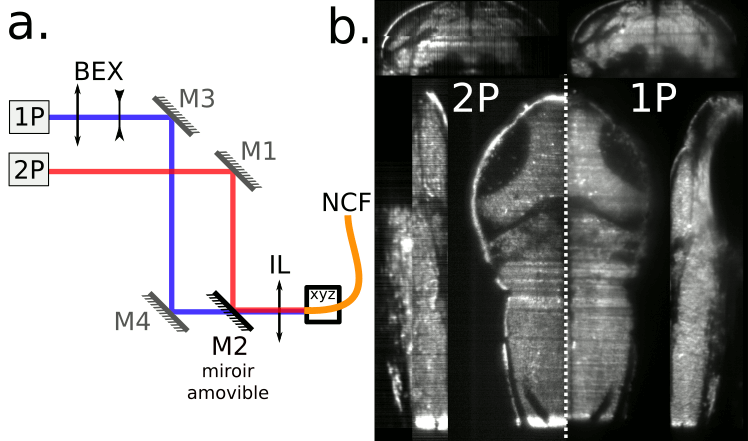 a.
BEX
M3
1P
M1
2P
NCF
IL
xyz
M4
M2
miroir
amovible
b.
2P
1P